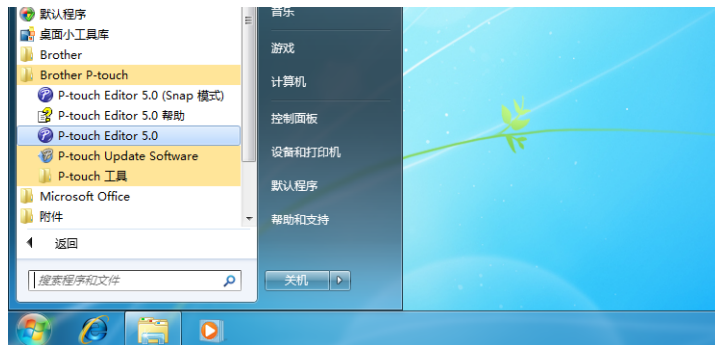 默认程序
桌面小工具库
Brother
Brother P-touch
P-touch Editor 5.0 (Snap 模式)
P-touch Editor 5.0 帮助
P-touch Editor 5.0
P-touch Update Software
P-touch 工具
Microsoft Office
附件
返回
搜索程序和文件
音乐
游戏
计算机
控制面板
设备和打印机
默认程序
帮助和支持
关机